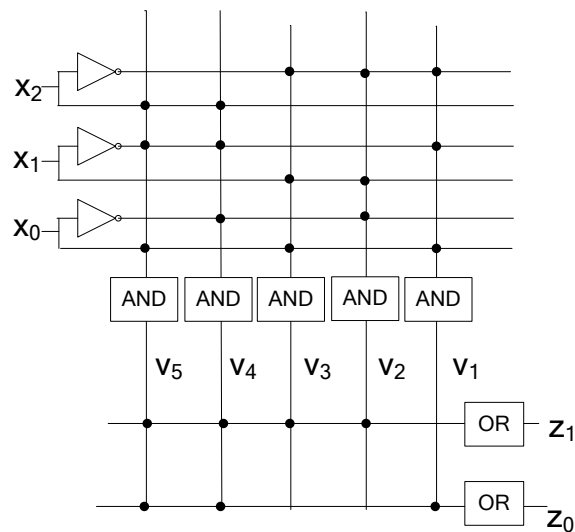 x2
x1
x0
AND AND AND AND AND
v5 v4 v3 v2 v1
OR z1
OR z0